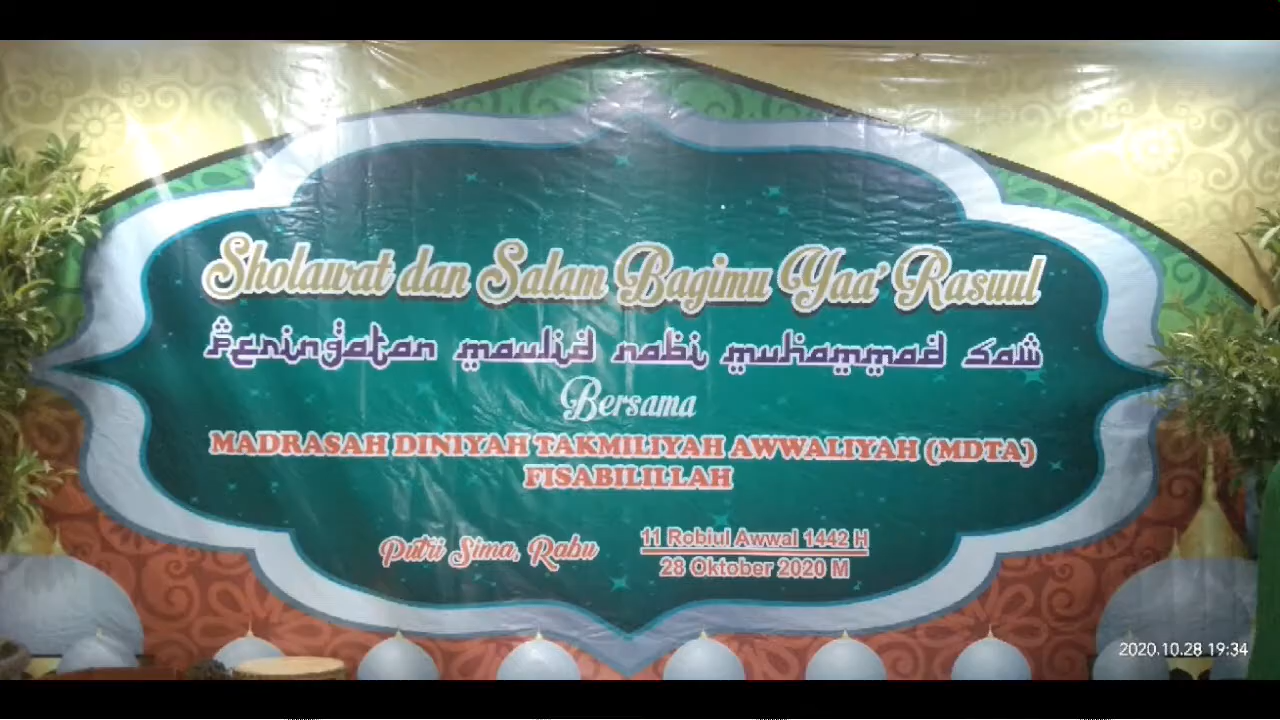 Sholawat dan Salam Bagimu Yaa' Rasuul
Peringatan maulid nabi muhammad saw
Bersama
MADRASAH DINIYAH TAKMILIYAH AWWALIYAH (MDTA)
FISABILILLAH
Putri Sima, Rabu
11 Robiul Awwal 1442 H
28 Oktober 2020 M
2020.10.28 19:34